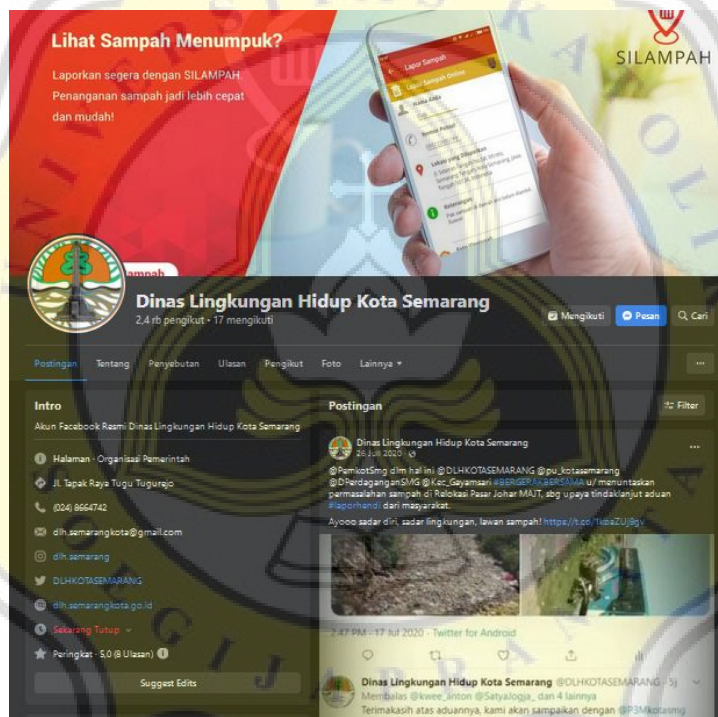 Lihat Sampah Menumpuk?
Laporkan segera dengan SILAMPAH.
Penanganan sampah jadi lebih cepat
dan mudah!
SILAMPAH
Lapor Sampah
Lapor Sampah Online
Keterangan
Dinas Lingkungan Hidup Kota Semarang
2,4 rb pengikut · 17 mengikuti
Mengikuti
Pesan
Cari
Postingan
Tentang
Penyebutan
Ulasan
Pengikut
Foto
Lainnya
Intro
Akun Facebook Resmi Dinas Lingkungan Hidup Kota Semarang
Halaman · Organisasi Pemerintah
Jl. Tapak Raya Tugu Tugurejo
(024) 8664742
dlh.semarangkota@gmail.com
dlh.semarang
DLHKOTASEMARANG
dlh.semarangkota.go.id
Sekarang Tutup
Peringkat · 5,0 (8 Ulasan)
Suggest Edits
Postingan
Filter
Dinas Lingkungan Hidup Kota Semarang
26 Juli 2020
@PemkotSmg dlm hal ini @DLHKOTASEMARANG @pu_kotasemarang
@DPerdaganganSMG @Kec_Gayamsari #BERGERAKBERSAMA u/ menuntaskan
permasalahan sampah di Relokasi Pasar Johar MAJT, sbg upaya tindaklanjut aduan
#laporhendi dari masyarakat.
Ayooo sadar diri, sadar lingkungan, lawan sampah!
2:47 PM · 17 Jul 2020 · Twitter for Android
Dinas Lingkungan Hidup Kota Semarang @DLHKOTASEMARANG · 5j
Membalas @kwee_anton @SatyaJogja_ dan 4 lainnya
Terimakasih atas aduannya, kami akan sampaikan dengan @P3Mkotasmg